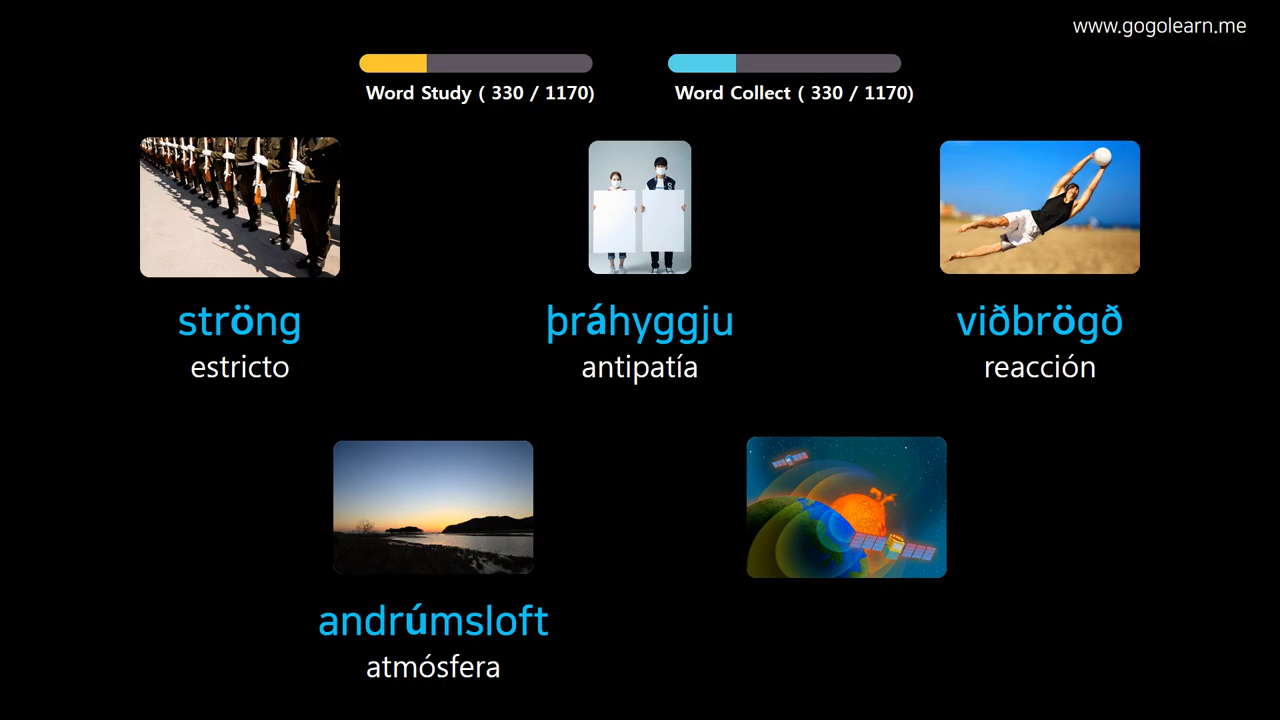 www.gogolearn.me
Word Study ( 330 / 1170)
Word Collect ( 330 / 1170)
ströng
estricto
þráhyggju
antipatía
viðbrögð
reacción
andrúmsloft
atmósfera